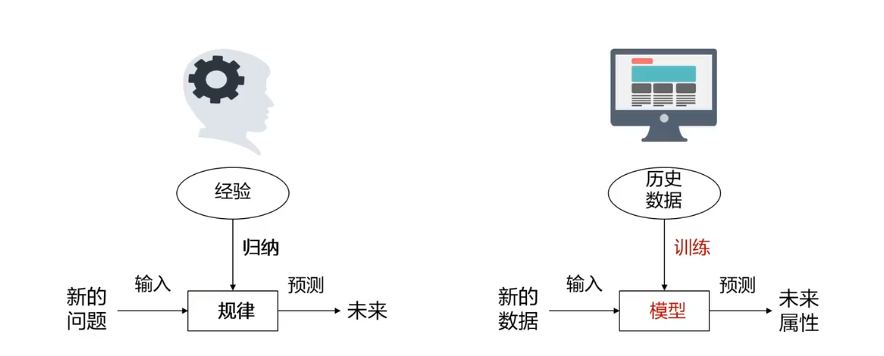 经验
归纳
新的
问题
输入
规律
预测
未来
历史
数据
训练
新的
数据
输入
模型
预测
未来
属性